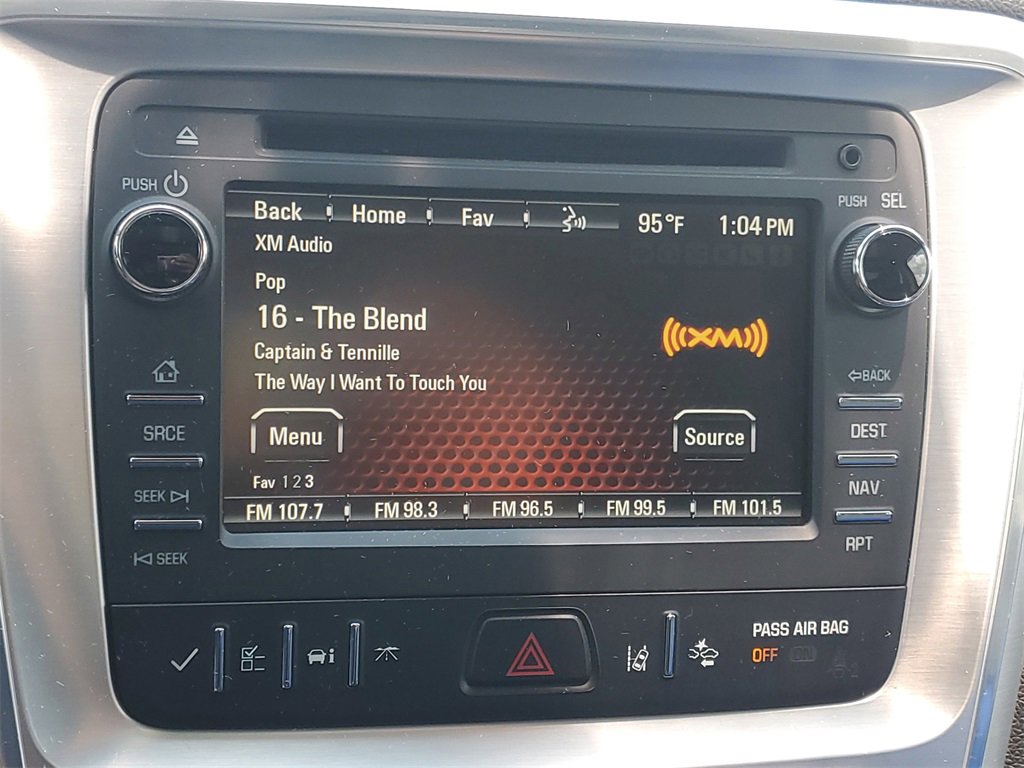 PUSH
PUSH SEL
Back Home Fav 95°F 1:04 PM
XM Audio
Pop
16 - The Blend
((XM))
Captain & Tennille
The Way I Want To Touch You
BACK
Menu Source
SRCE
DEST
Fav 1 2 3
SEEK
NAV
FM 107.7 FM 98.3 FM 96.5 FM 99.5 FM 101.5
SEEK
RPT
PASS AIR BAG
OFF ON